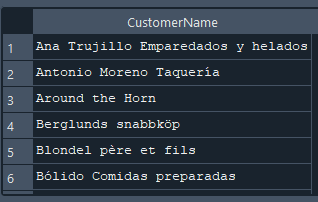 CustomerName
1 Ana Trujillo Emparedados y helados
2 Antonio Moreno Taquería
3 Around the Horn
4 Berglunds snabbköp
5 Blondel père et fils
6 Bólido Comidas preparadas